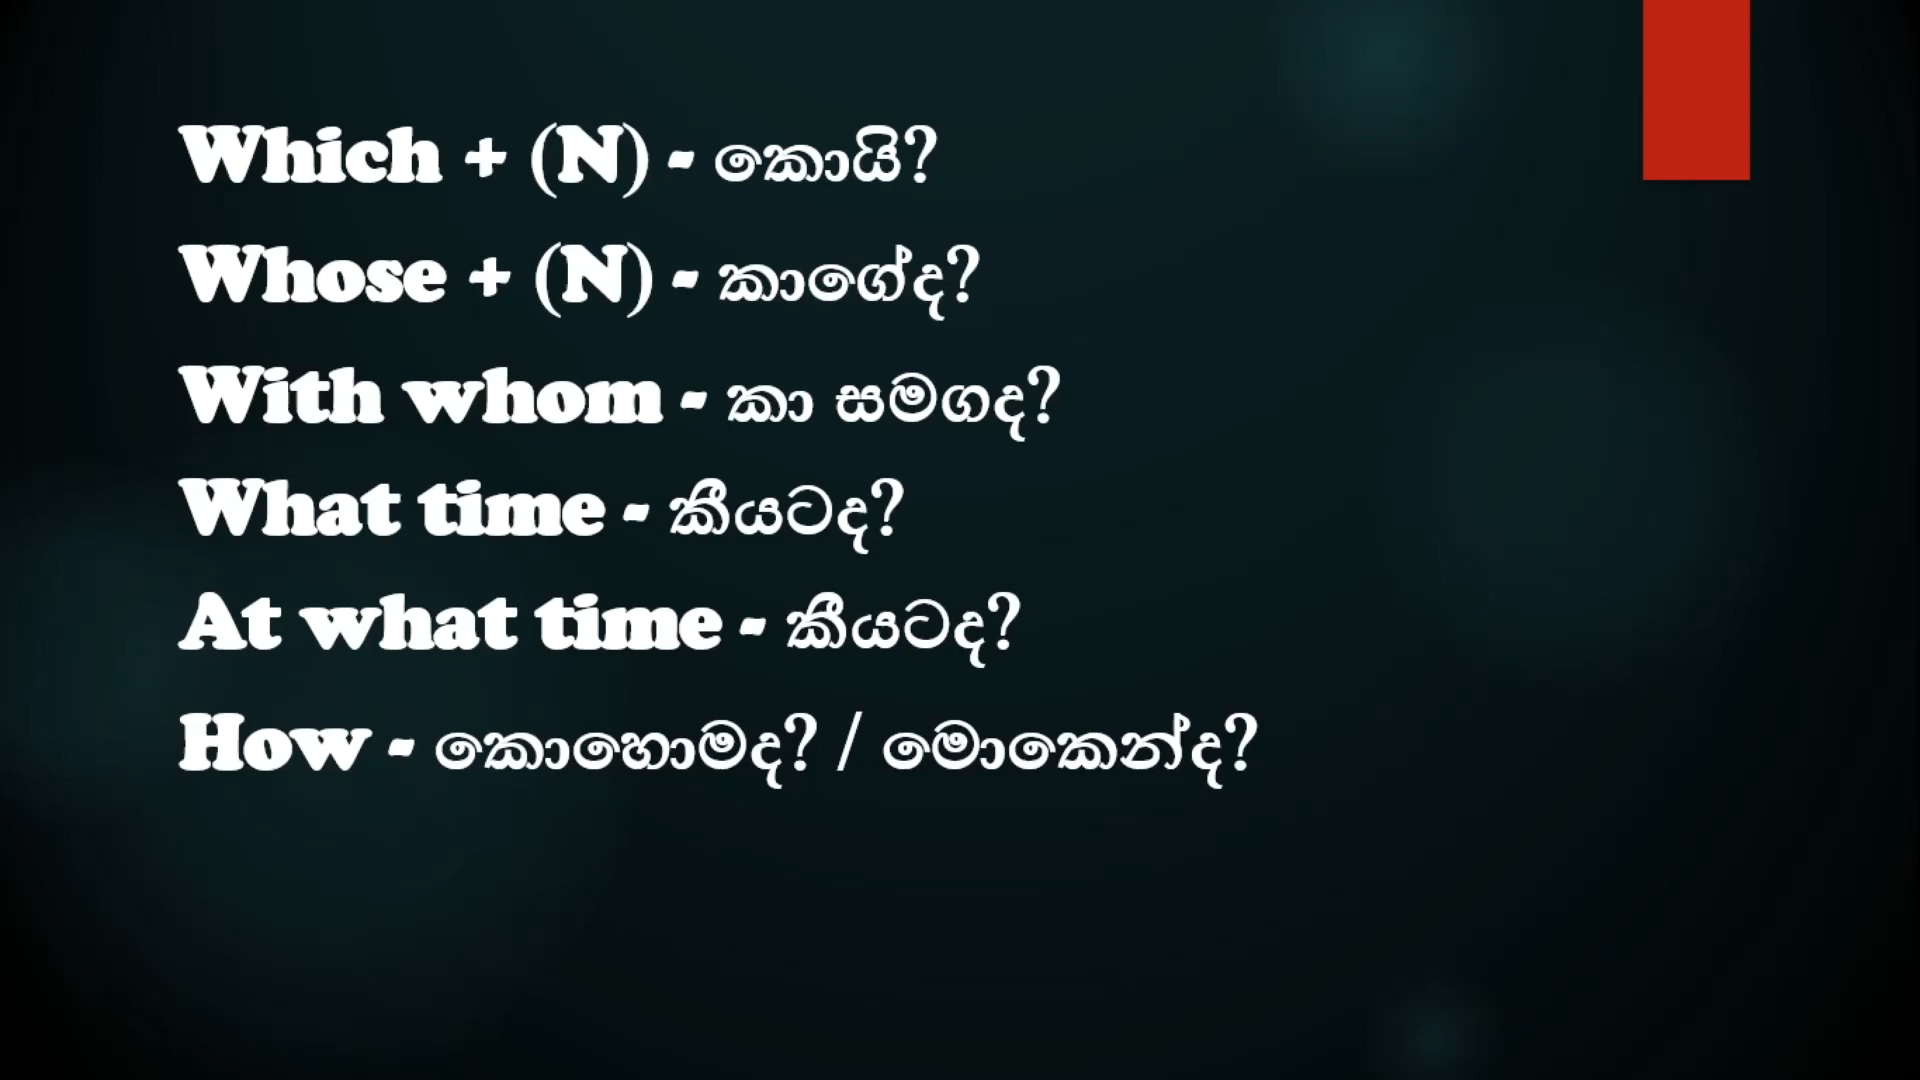 Which + (N) - කොයි?
Whose + (N) - කාගේද?
With whom - කා සමගද?
What time - කීයටද?
At what time - කීයටද?
How - කොහොමද? / මොකෙන්ද?